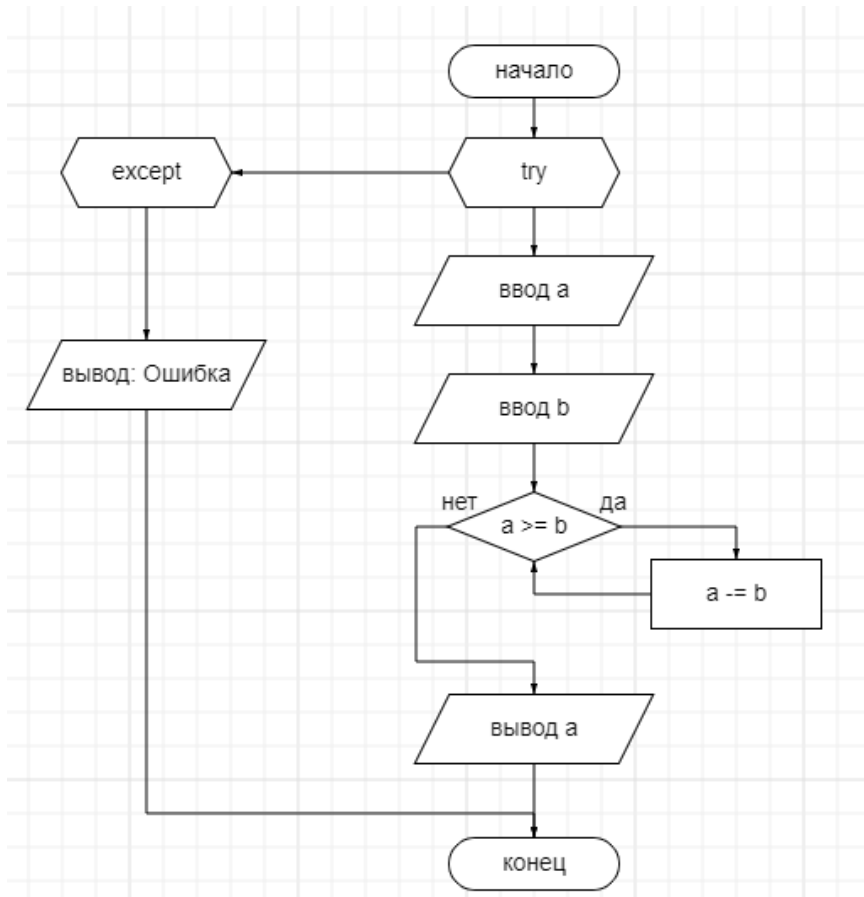 начало
except
try
ввод a
вывод: Ошибка
ввод b
нет
да
a >= b
a -= b
вывод a
конец